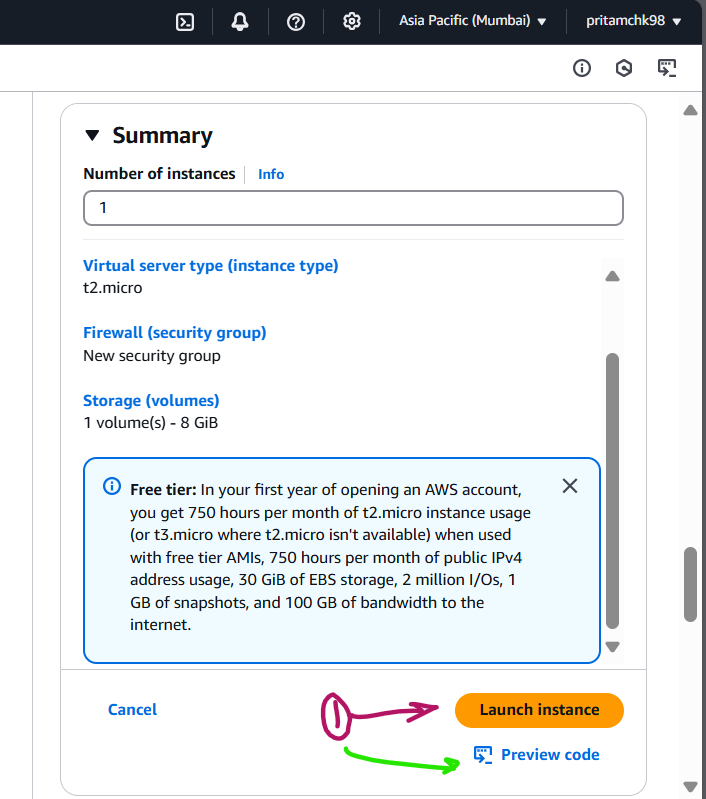 Asia Pacific (Mumbai) pritamchk98
Summary
Number of instances Info
1
Virtual server type (instance type)
t2.micro
Firewall (security group)
New security group
Storage (volumes)
1 volume(s) - 8 GiB
Free tier: In your first year of opening an AWS account,
you get 750 hours per month of t2.micro instance usage
(or t3.micro where t2.micro isn't available) when used
with free tier AMIs, 750 hours per month of public IPv4
address usage, 30 GiB of EBS storage, 2 million I/Os, 1
GB of snapshots, and 100 GB of bandwidth to the
internet.
Cancel 1 Launch instance
Preview code